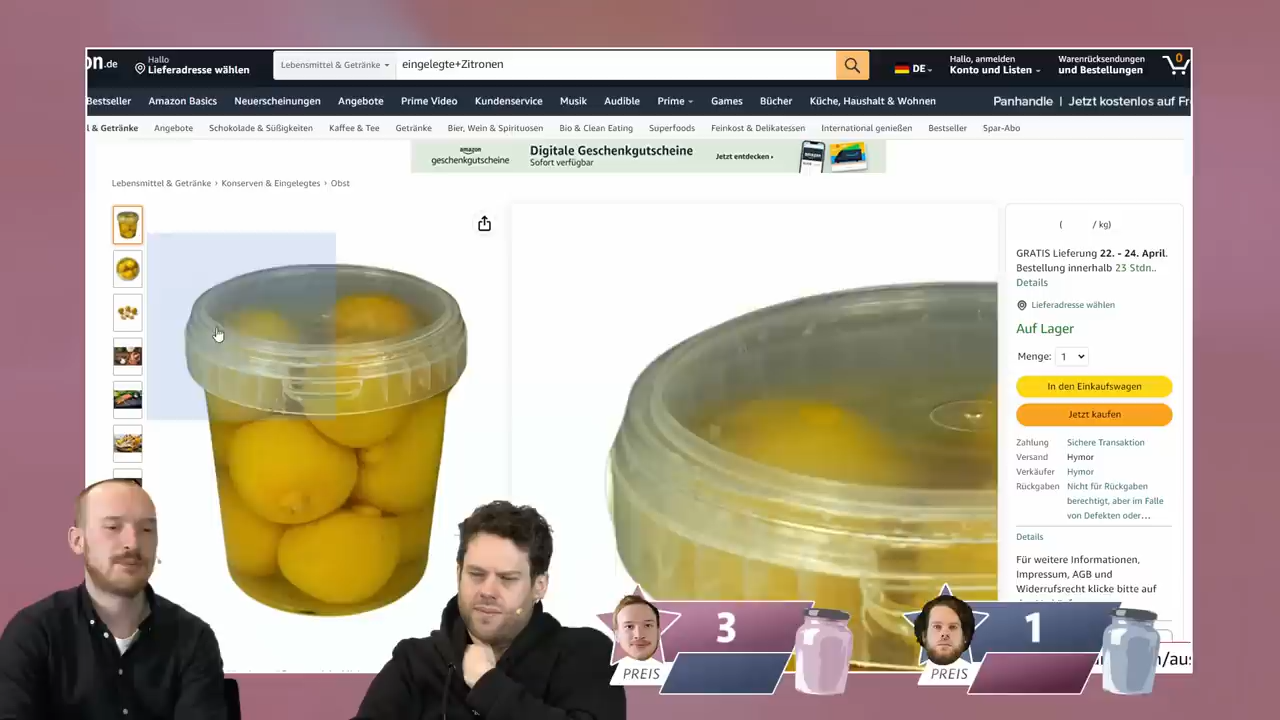 on.de
Hallo
Lieferadresse wählen
Lebensmittel & Getränke
eingelegte+Zitronen
DE
Hallo, anmelden
Konto und Listen
Warenrücksendungen
und Bestellungen
0
Bestseller
Amazon Basics
Neuerscheinungen
Angebote
Prime Video
Kundenservice
Musik
Audible
Prime
Games
Bücher
Küche, Haushalt & Wohnen
Panhandle | Jetzt kostenlos auf Fr
l & Getränke
Angebote
Schokolade & Süßigkeiten
Kaffee & Tee
Getränke
Bier, Wein & Spirituosen
Bio & Clean Eating
Superfoods
Feinkost & Delikatessen
International genießen
Bestseller
Spar-Abo
amazon
geschenkgutscheine
Digitale Geschenkgutscheine
Sofort verfügbar
Jetzt entdecken ›
Lebensmittel & Getränke › Konserven & Eingelegtes › Obst
( / kg)
GRATIS Lieferung 22. - 24. April.
Bestellung innerhalb 23 Stdn..
Details
Lieferadresse wählen
Auf Lager
Menge: 1
In den Einkaufswagen
Jetzt kaufen
Zahlung Sichere Transaktion
Versand Hymor
Verkäufer Hymor
Rückgaben Nicht für Rückgaben
berechtigt, aber im Falle
von Defekten oder...
Details
Für weitere Informationen,
Impressum, AGB und
Widerrufsrecht klicke bitte auf
3
PREIS
1
PREIS
/aus